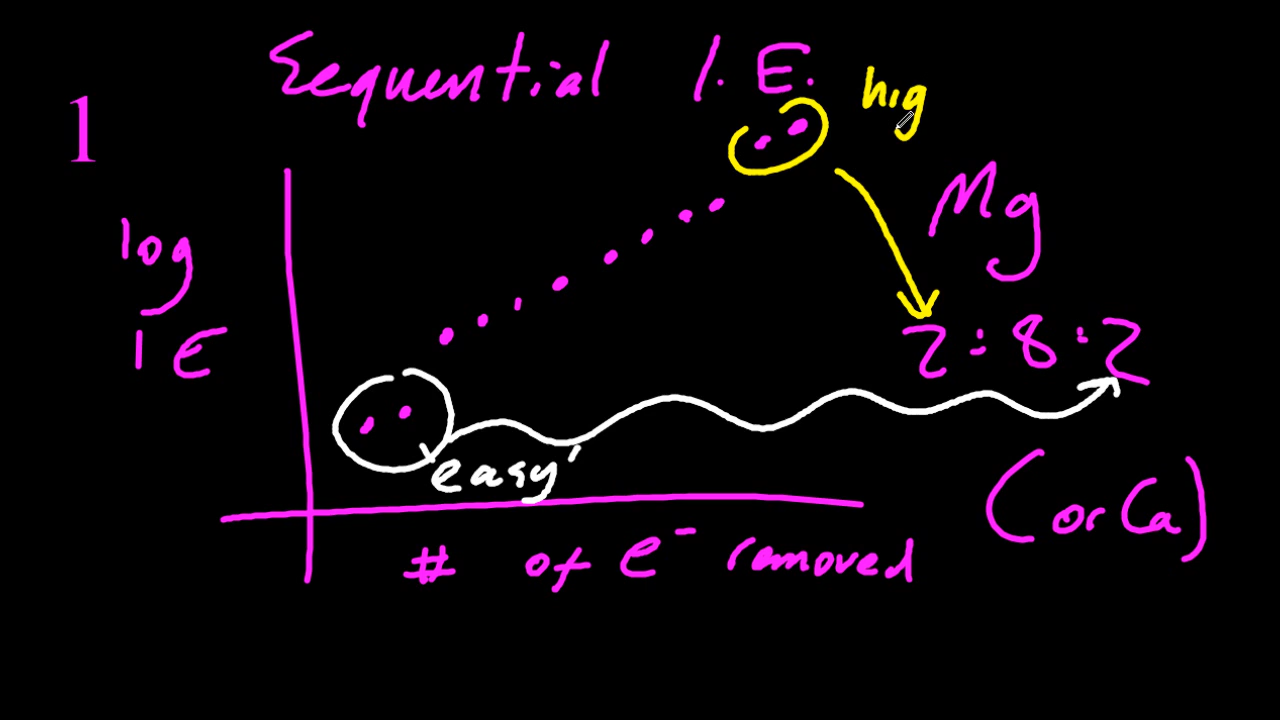 Sequential I.E.
1
hig
Mg
log
IE
2:8:2
easy'
(or Ca)
# of e⁻ removed